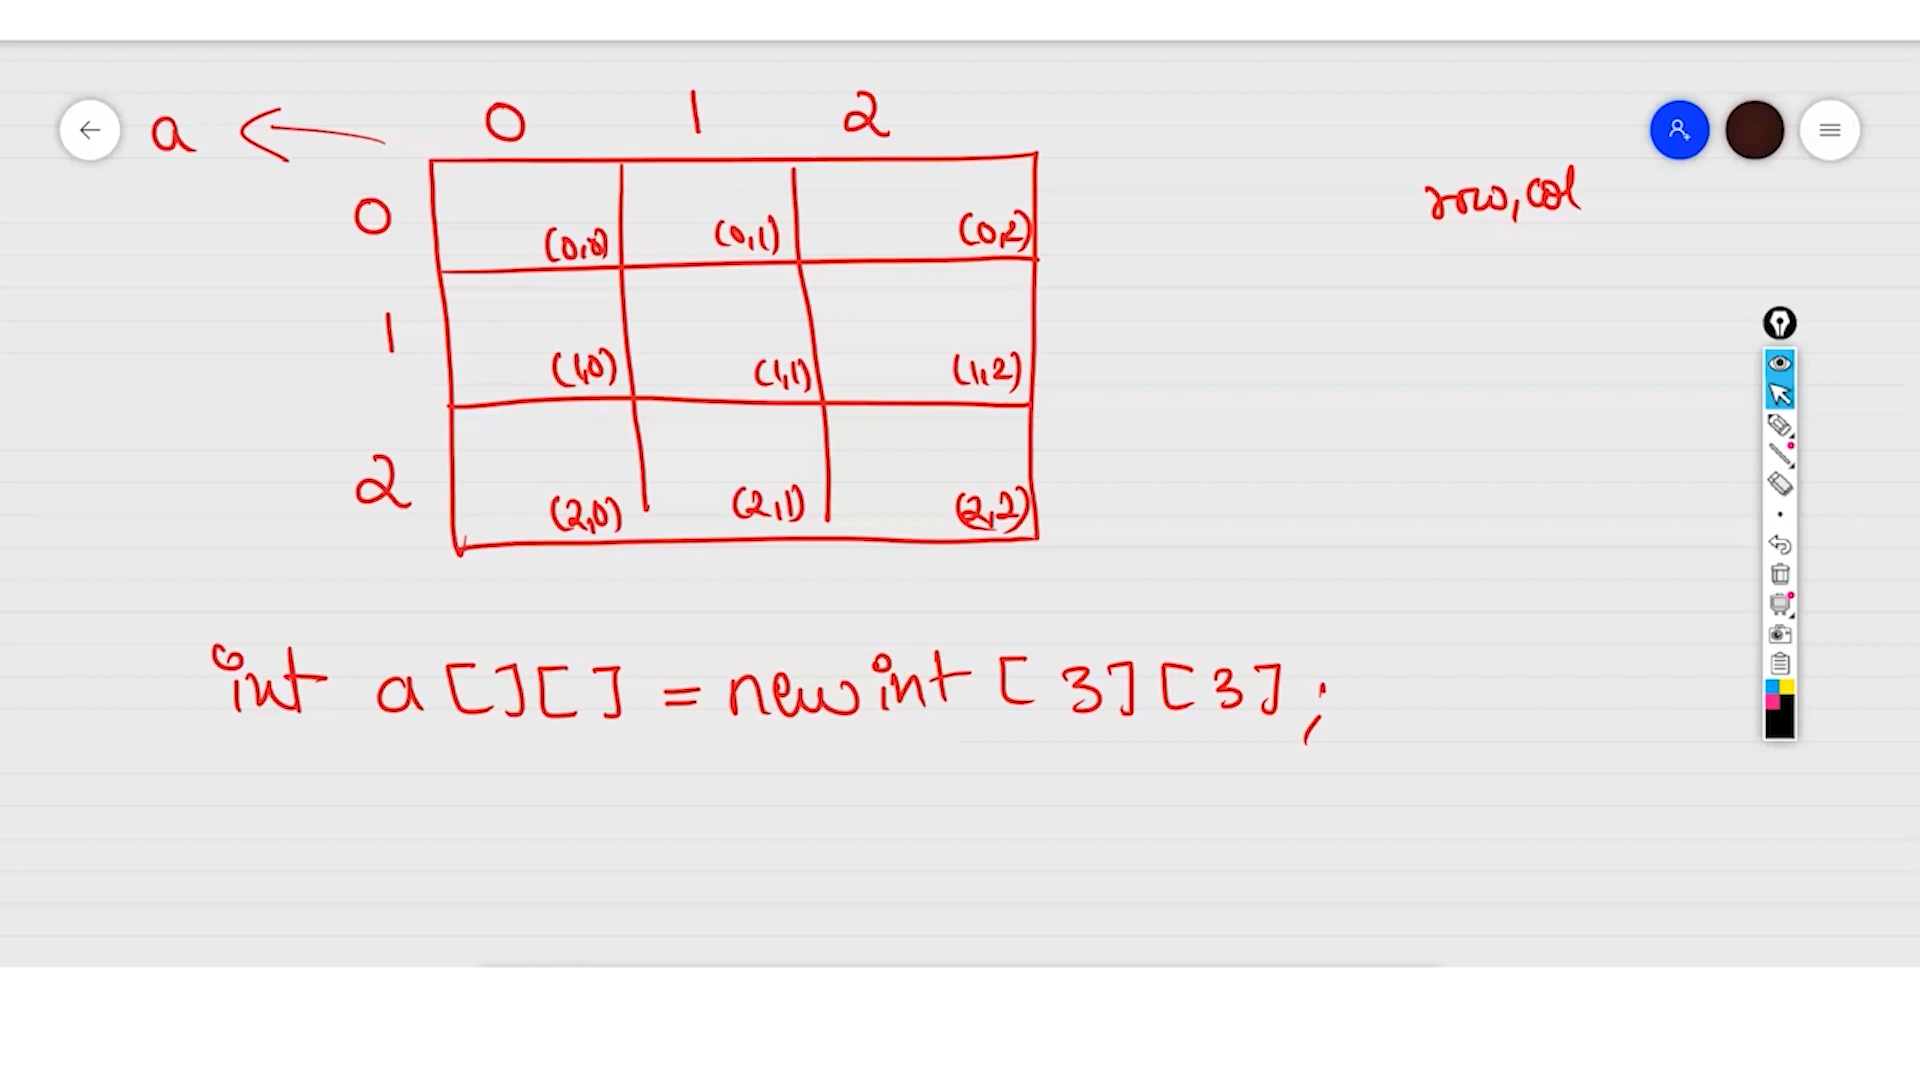 a ← 0 1 2
row, col
0 (0,0) (0,1) (0,2)
1 (1,0) (1,1) (1,2)
2 (2,0) (2,1) (2,2)
int a[][] = new int [3][3];